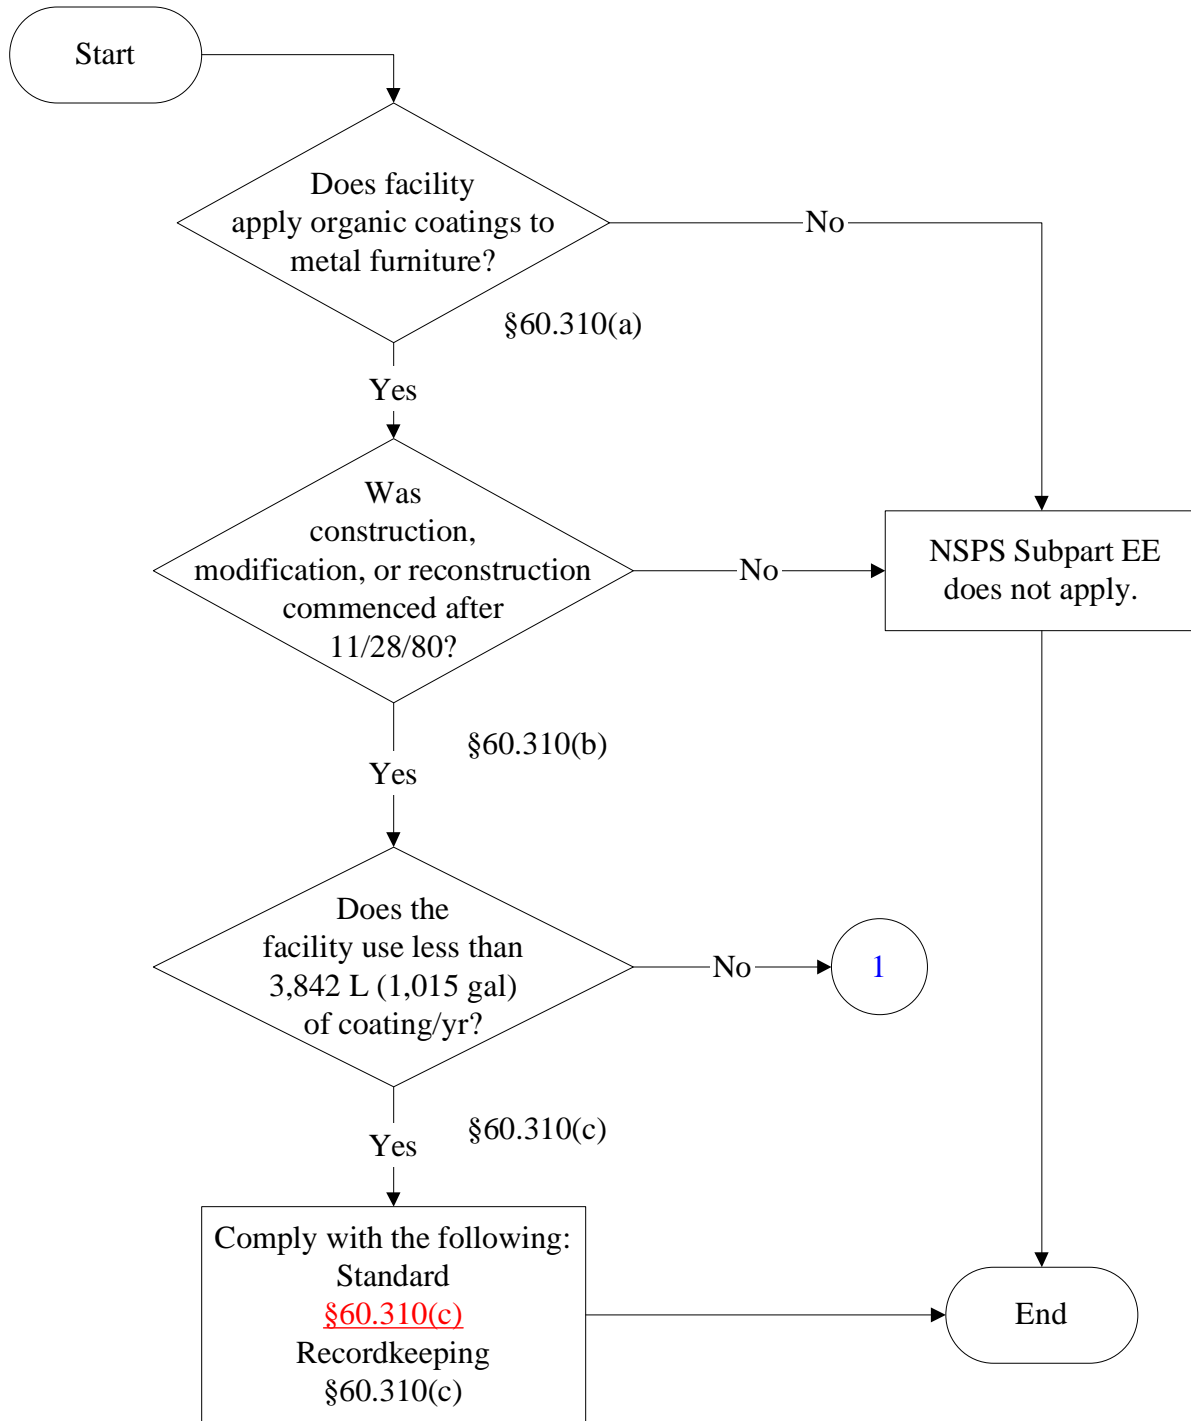 Start
Does facility
apply organic coatings to
metal furniture?
No
§60.310(a)
Yes
Was
construction,
modification, or reconstruction
commenced after
11/28/80?
No
NSPS Subpart EE
does not apply.
§60.310(b)
Yes
Does the
facility use less than
3,842 L (1,015 gal)
of coating/yr?
No
1
§60.310(c)
Yes
Comply with the following:
Standard
§60.310(c)
Recordkeeping
§60.310(c)
End